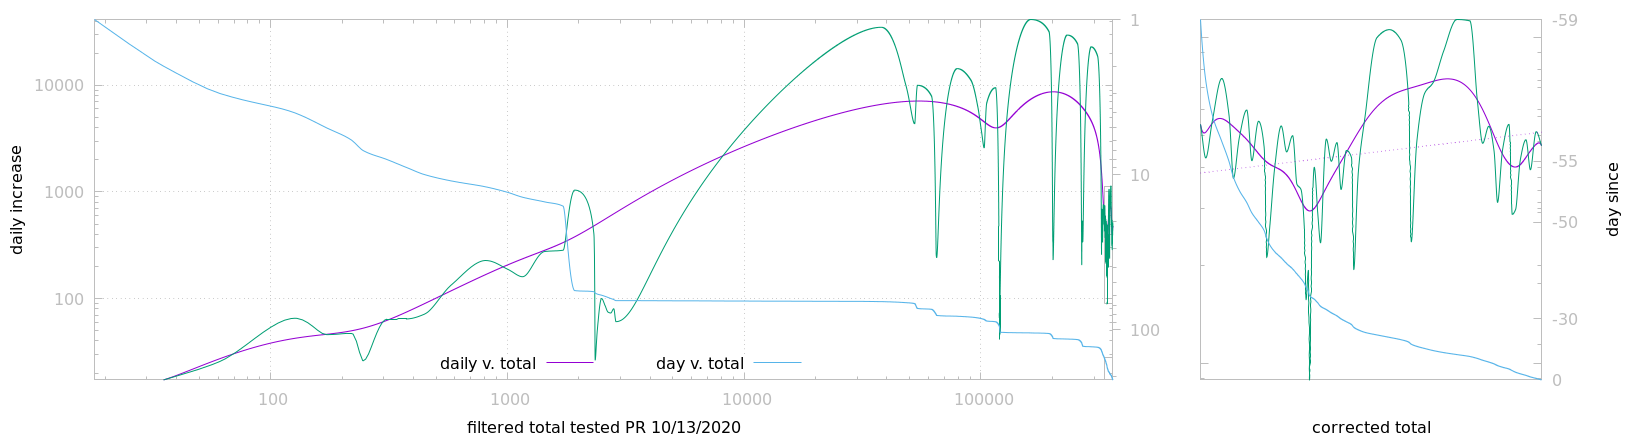 1
-59
10000
daily increase
1000
10
-55
-50
day since
100
100
-30
daily v. total
day v. total
0
100
1000
10000
100000
filtered total tested PR 10/13/2020
corrected total